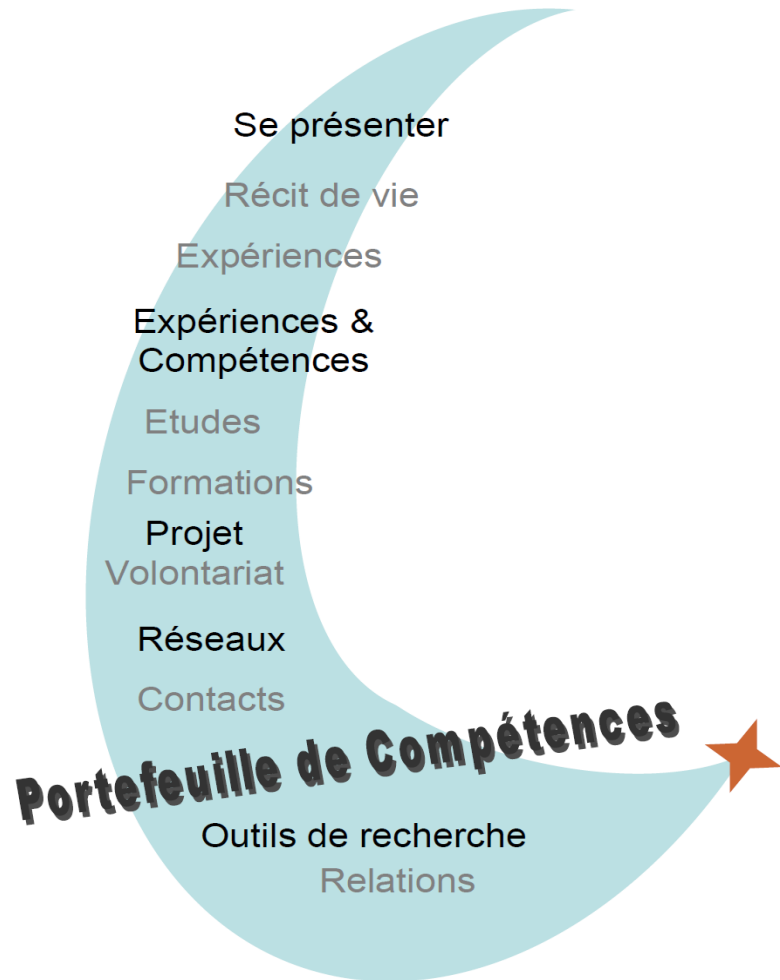 Se présenter
Récit de vie
Expériences
Expériences &
Compétences
Etudes
Formations
Projet
Volontariat
Réseaux
Contacts
Portefeuille de Compétences
Outils de recherche
Relations